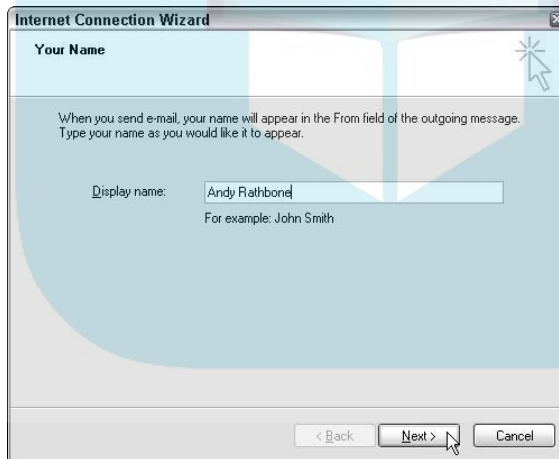 Internet Connection Wizard
Your Name
When you send e-mail, your name will appear in the From field of the outgoing message.
Type your name as you would like it to appear.
Display name: Andy Rathbone
For example: John Smith
< Back Next > Cancel